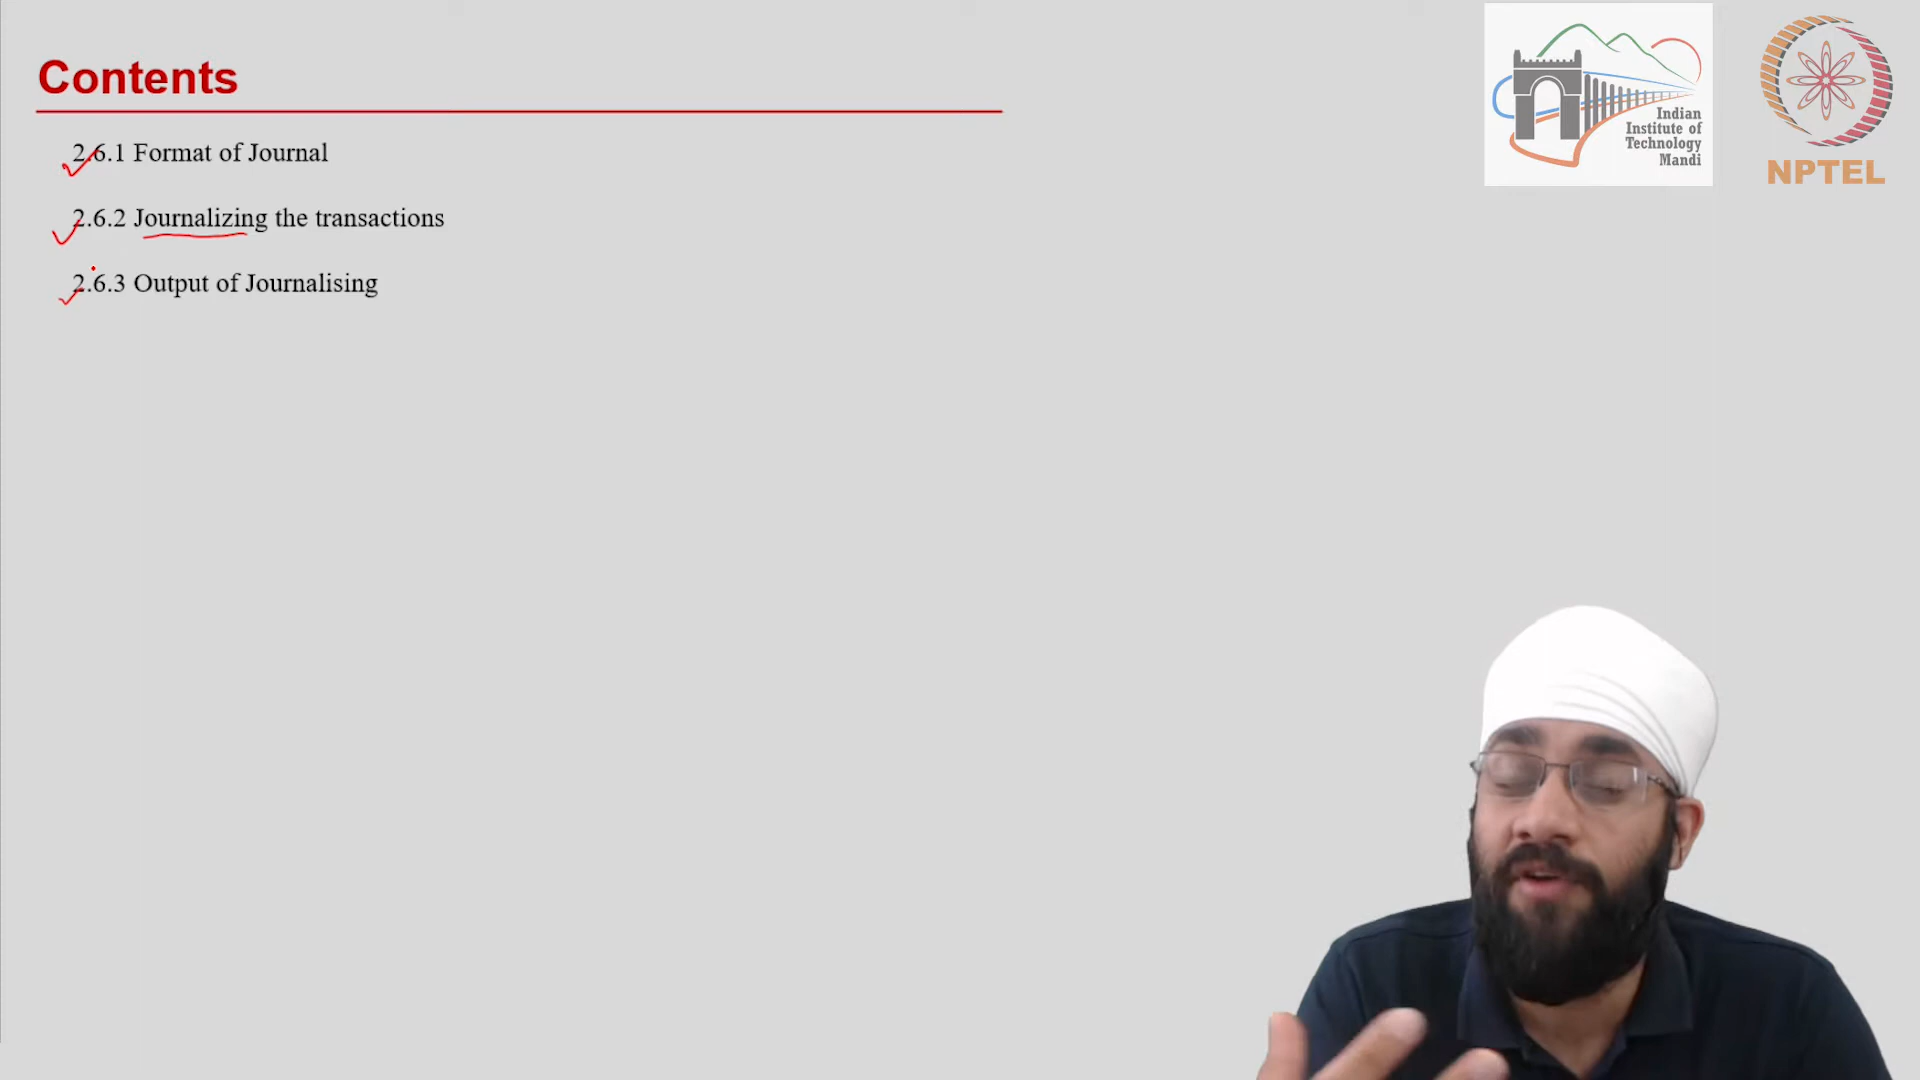 Contents
2.6.1 Format of Journal
2.6.2 Journalizing the transactions
2.6.3 Output of Journalising
Indian
Institute of
Technology
Mandi
NPTEL